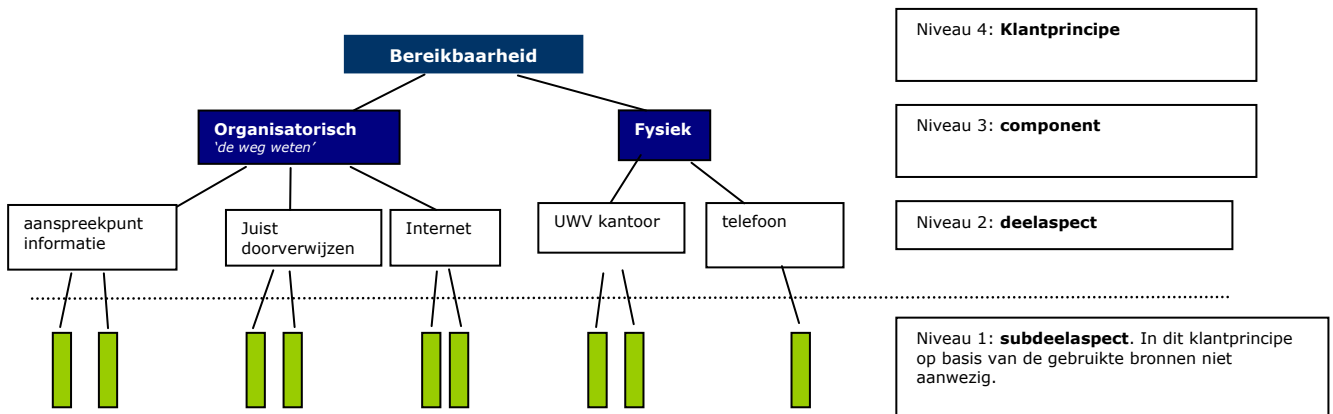 Bereikbaarheid
Niveau 4: Klantprincipe
Organisatorisch
‘de weg weten’
Fysiek
Niveau 3: component
aanspreekpunt
informatie
Juist
doorverwijzen
Internet
UWV kantoor
telefoon
Niveau 2: deelaspect
Niveau 1: subdeelaspect. In dit klantprincipe
op basis van de gebruikte bronnen niet
aanwezig.